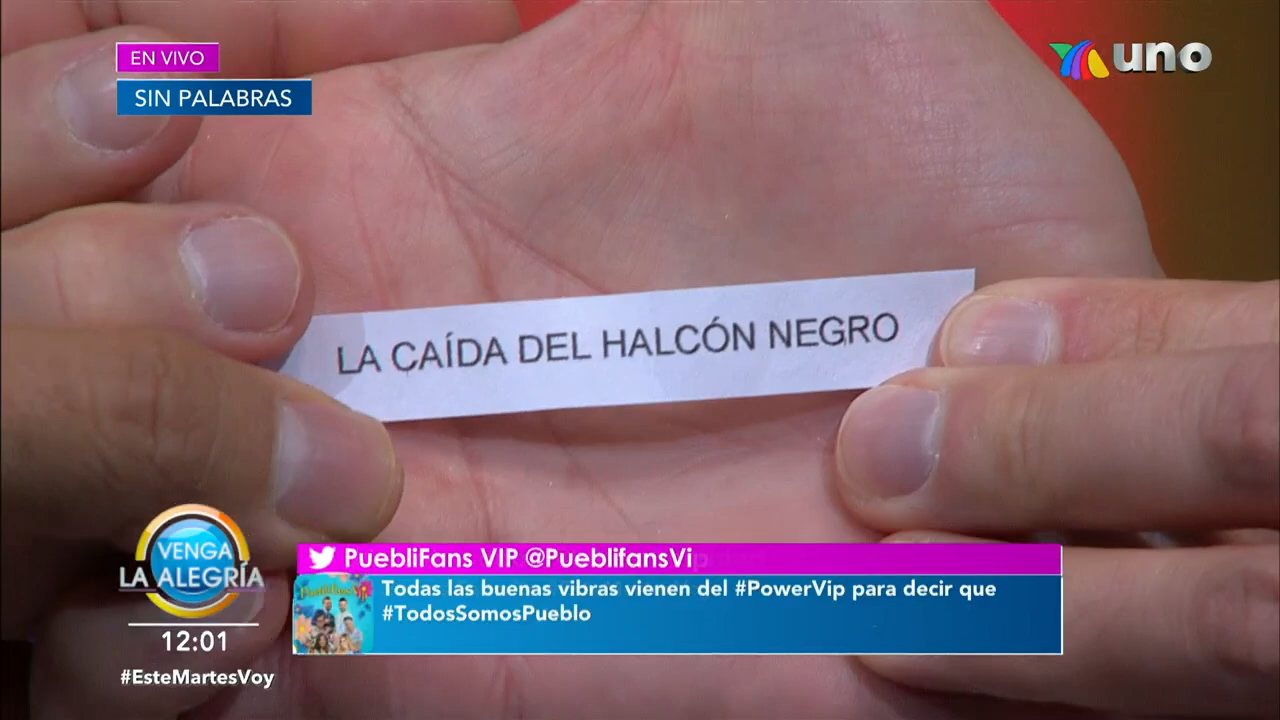 EN VIVO
SIN PALABRAS
uno
LA CAÍDA DEL HALCÓN NEGRO
VENGA
LA ALEGRÍA
12:01
#EsteMartesVoy
PuebliFans VIP @PueblifansVi
Todas las buenas vibras vienen del #PowerVip para decir que
#TodosSomosPueblo